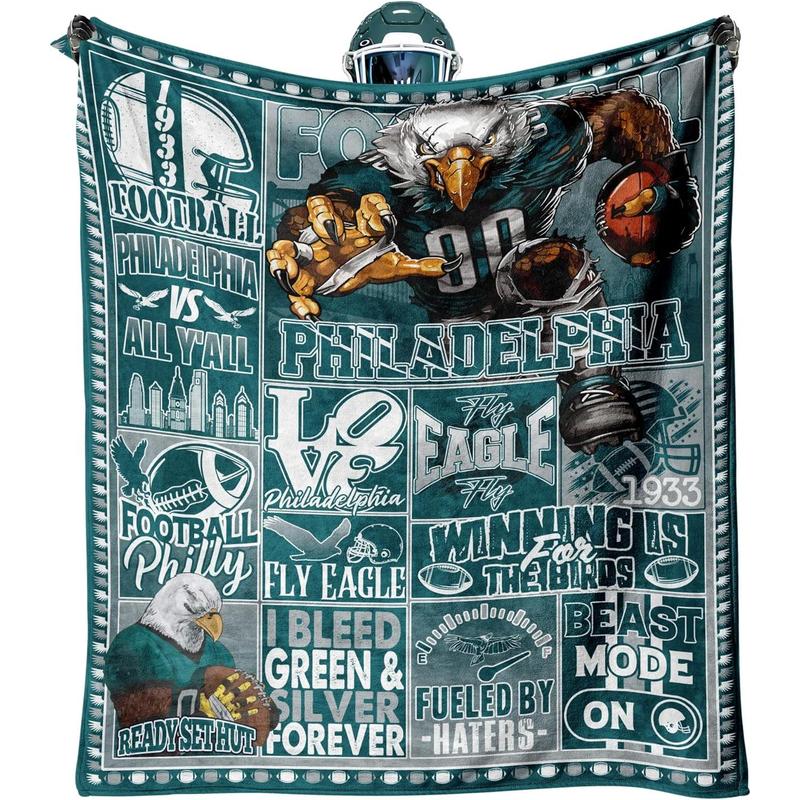 1933
FOOTBALL
FOOTBALL
90
PHILADELPHIA
PHILADELPHIA
VS
ALL Y'ALL
LOVE
Philadelphia
Fly
EAGLE
Fly
1933
FOOTBALL
Philly
FLY EAGLE
WINNING IS
For
THE BIRDS
READY SET HUT
I BLEED
GREEN &
SILVER
FOREVER
E F
FUELED BY
-HATERS-
BEAST
MODE
ON